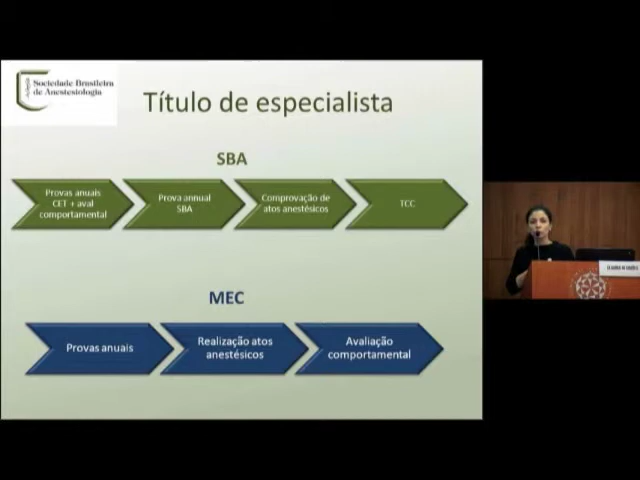 Sociedade Brasileira
de Anestesiologia
Título de especialista
SBA
Provas anuais
CET + aval
comportamental
Prova annual
SBA
Comprovação de
atos anestésicos
TCC
MEC
Provas anuais
Realização atos
anestésicos
Avaliação
comportamental